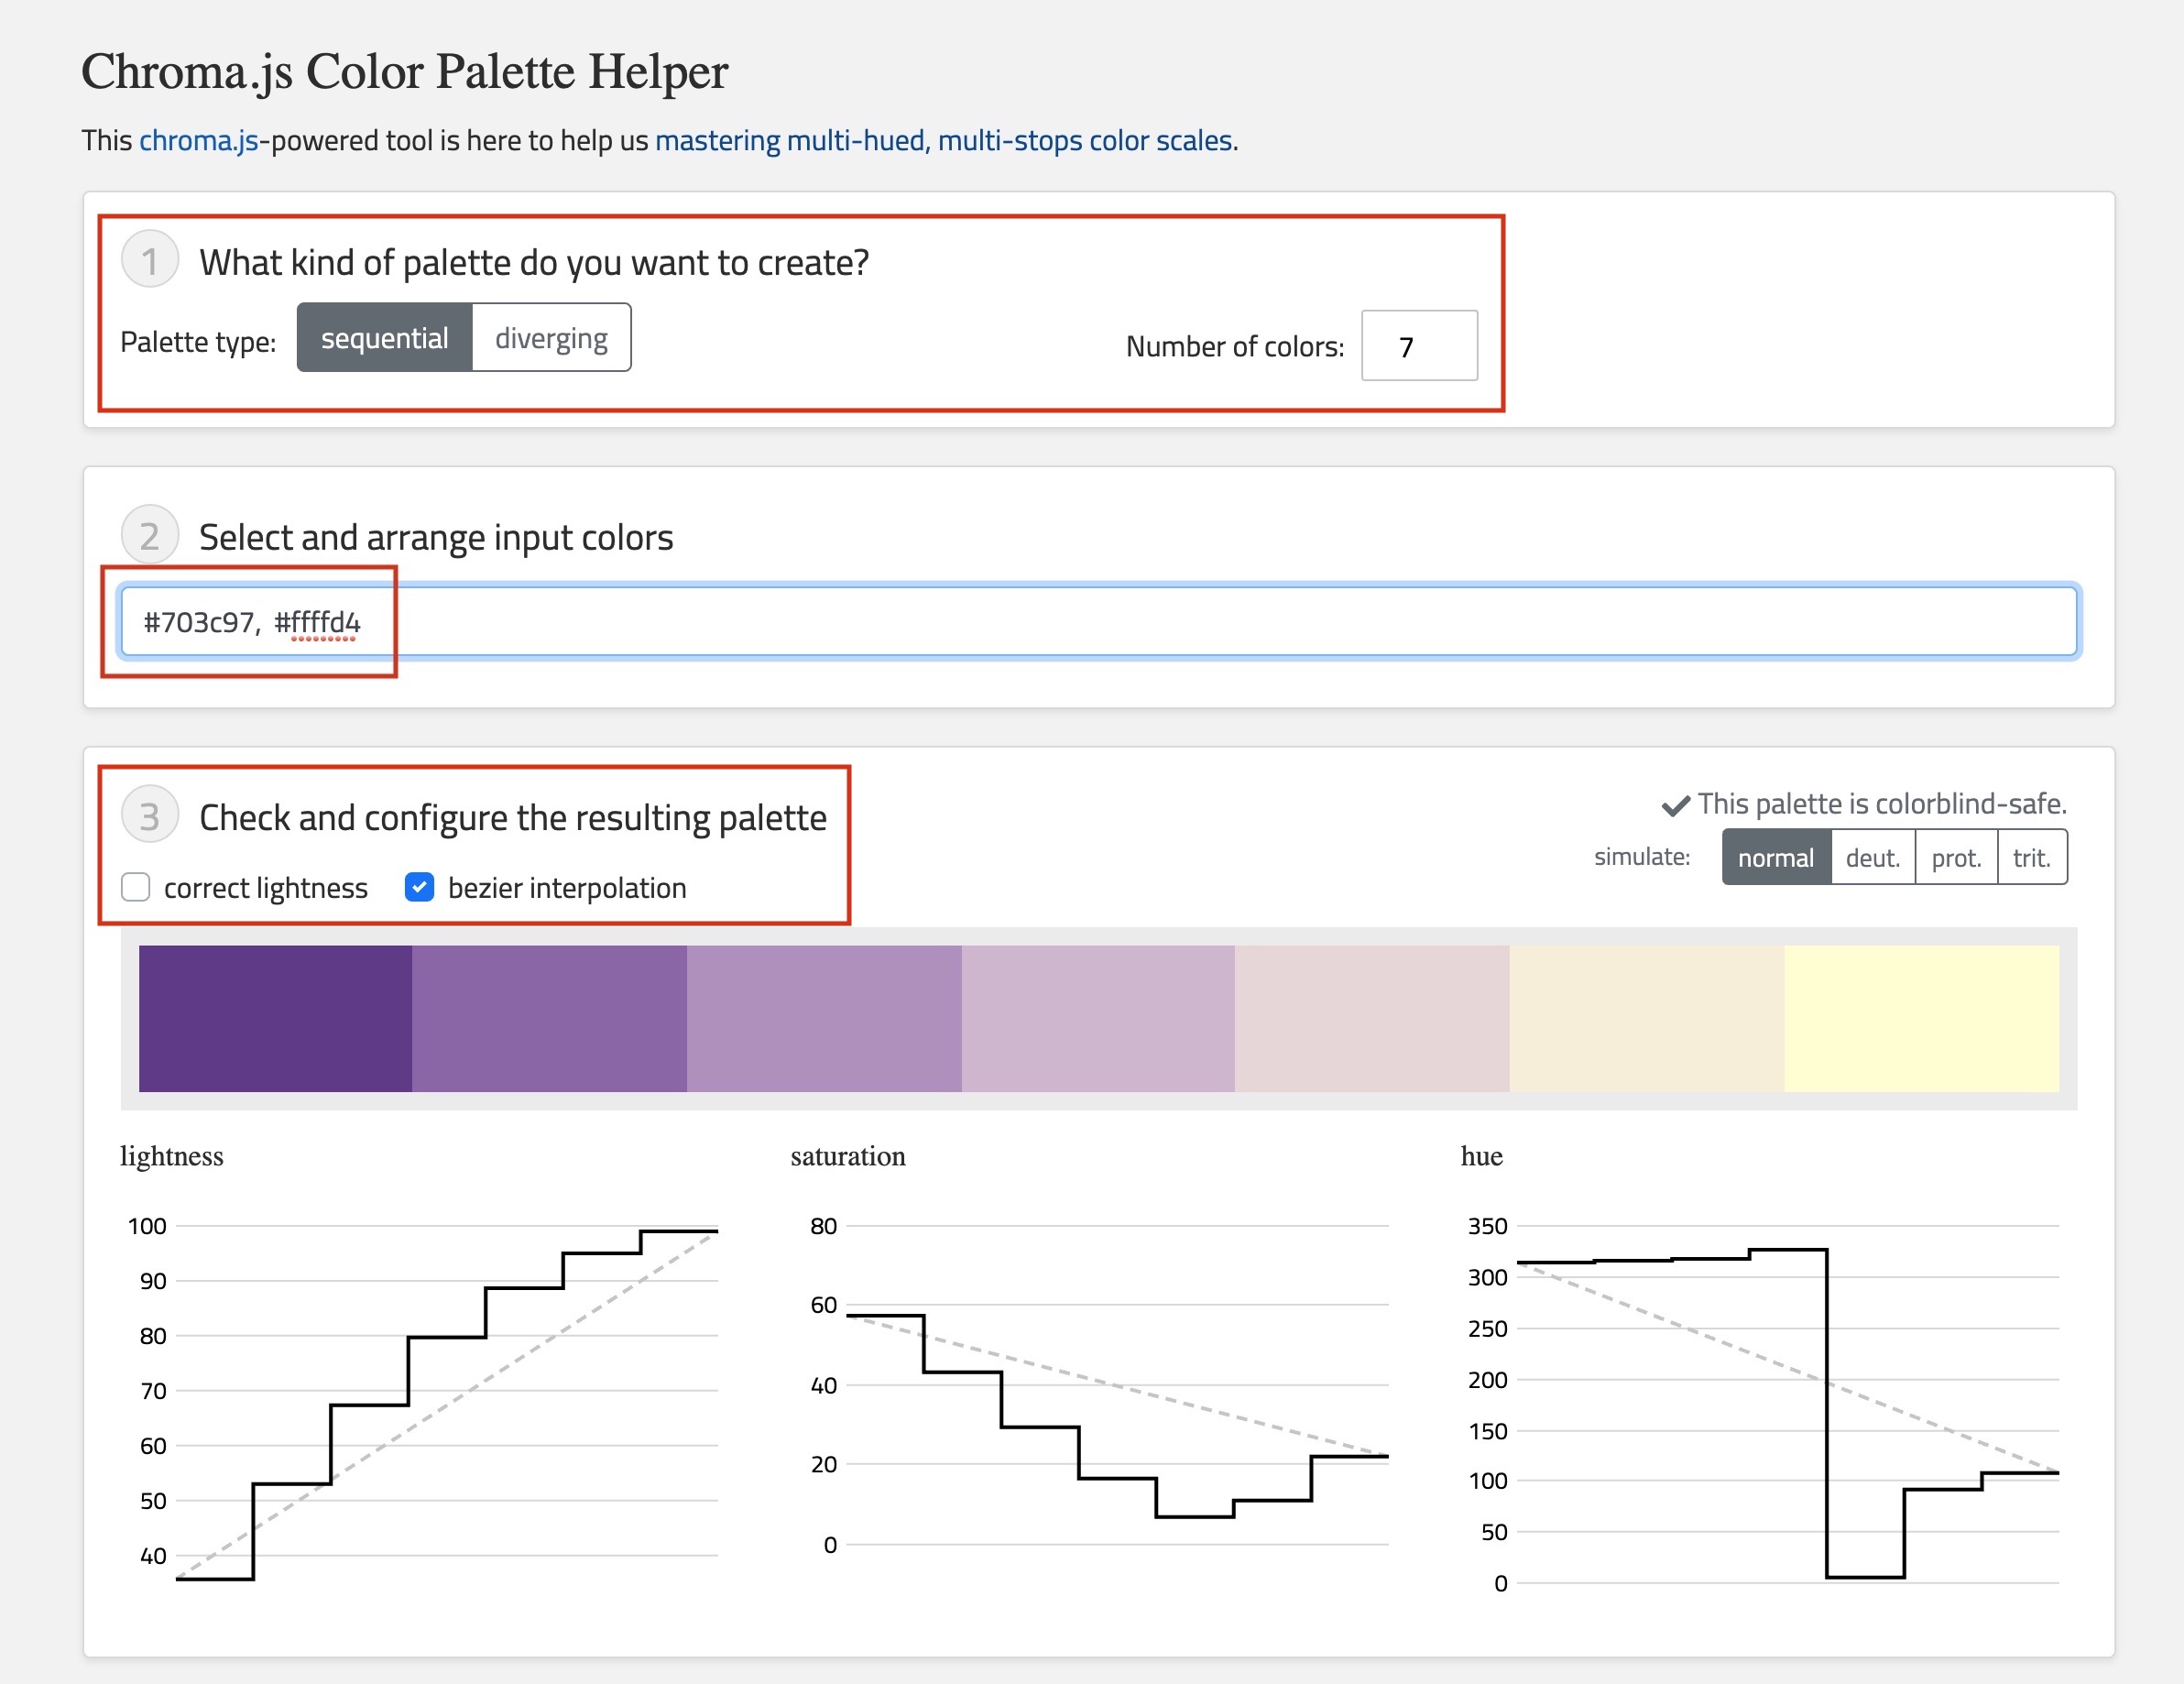 Chroma.js Color Palette Helper
This chroma.js-powered tool is here to help us mastering multi-hued, multi-stops color scales.
1 What kind of palette do you want to create?
Palette type: sequential diverging Number of colors: 7
2 Select and arrange input colors
#703c97, #ffffd4
3 Check and configure the resulting palette
This palette is colorblind-safe.
simulate: normal deut. prot. trit.
correct lightness bezier interpolation
lightness
100
90
80
70
60
50
40
saturation
80
60
40
20
0
hue
350
300
250
200
150
100
50
0